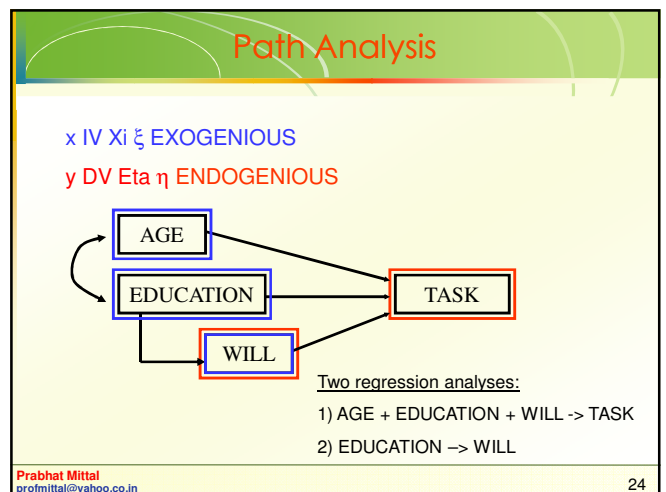 Path Analysis
x IV Xi ξ EXOGENIOUS
y DV Eta η ENDOGENIOUS
AGE
EDUCATION
TASK
WILL
Two regression analyses:
1) AGE + EDUCATION + WILL -> TASK
2) EDUCATION –> WILL
Prabhat Mittal
profmittal@yahoo.co.in
24